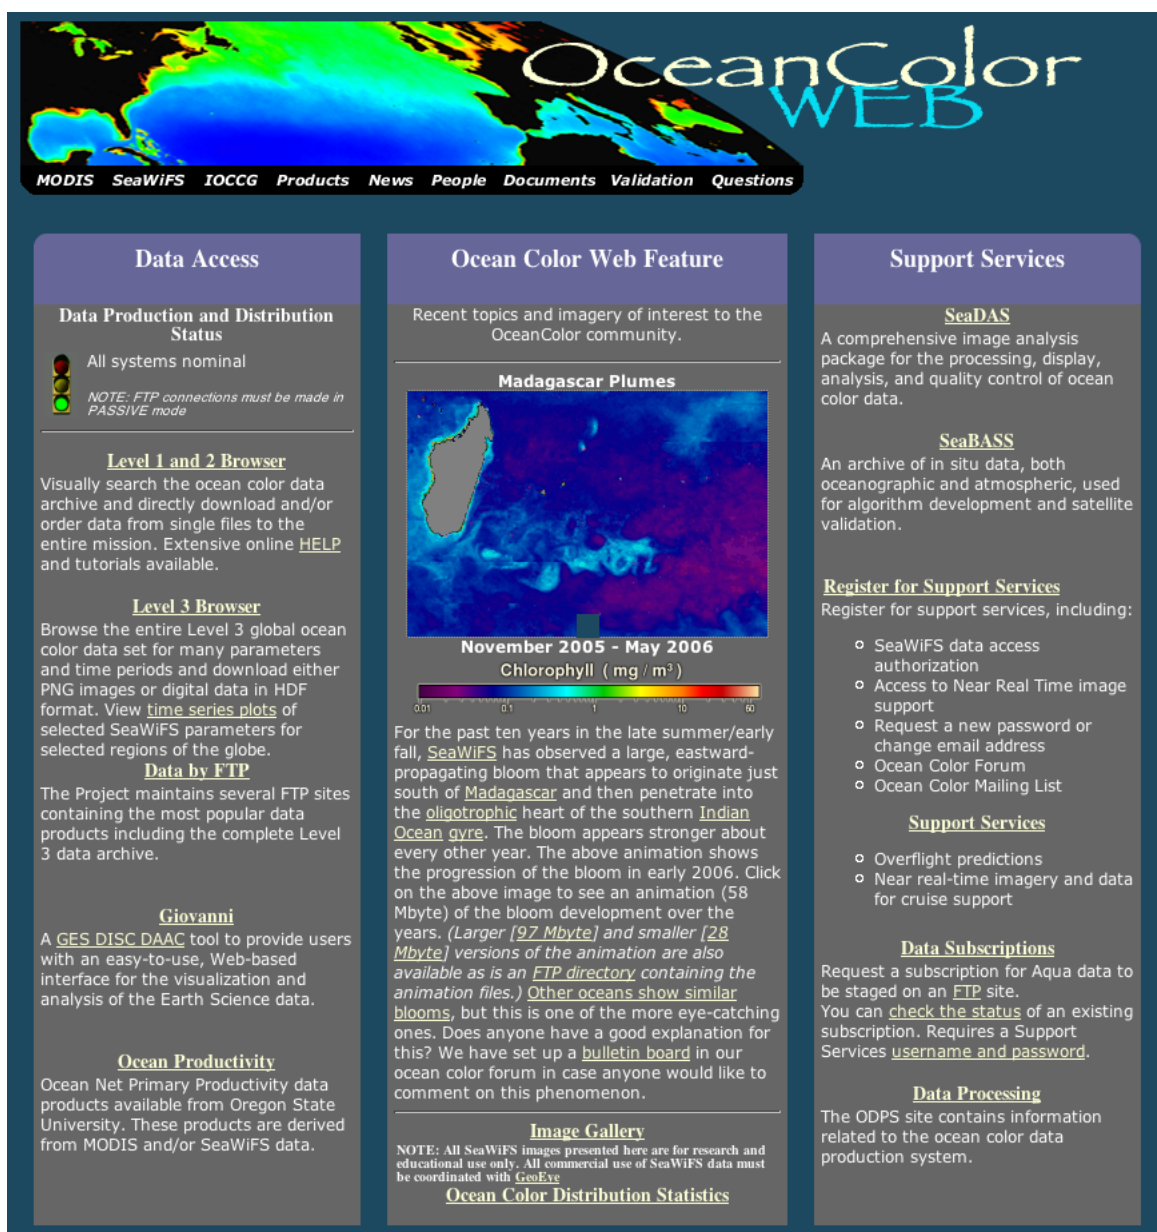 OceanColor
WEB
MODIS SeaWiFS IOCCG Products News People Documents Validation Questions
Data Access
Data Production and Distribution
Status
All systems nominal
NOTE: FTP connections must be made in
PASSIVE mode
Level 1 and 2 Browser
Visually search the ocean color data
archive and directly download and/or
order data from single files to the
entire mission. Extensive online HELP
and tutorials available.
Level 3 Browser
Browse the entire Level 3 global ocean
color data set for many parameters
and time periods and download either
PNG images or digital data in HDF
format. View time series plots of
selected SeaWiFS parameters for
selected regions of the globe.
Data by FTP
The Project maintains several FTP sites
containing the most popular data
products including the complete Level
3 data archive.
Giovanni
A GES DISC DAAC tool to provide users
with an easy-to-use, Web-based
interface for the visualization and
analysis of the Earth Science data.
Ocean Productivity
Ocean Net Primary Productivity data
products available from Oregon State
University. These products are derived
from MODIS and/or SeaWiFS data.
Ocean Color Web Feature
Recent topics and imagery of interest to the
OceanColor community.
Madagascar Plumes
November 2005 - May 2006
Chlorophyll ( mg / m³ )
0.01 0.1 1 10 60
For the past ten years in the late summer/early
fall, SeaWiFS has observed a large, eastward-
propagating bloom that appears to originate just
south of Madagascar and then penetrate into
the oligotrophic heart of the southern Indian
Ocean gyre. The bloom appears stronger about
every other year. The above animation shows
the progression of the bloom in early 2006. Click
on the above image to see an animation (58
Mbyte) of the bloom development over the
years. (Larger [97 Mbyte] and smaller [28
Mbyte] versions of the animation are also
available as is an FTP directory containing the
animation files.) Other oceans show similar
blooms, but this is one of the more eye-catching
ones. Does anyone have a good explanation for
this? We have set up a bulletin board in our
ocean color forum in case anyone would like to
comment on this phenomenon.
Image Gallery
NOTE: All SeaWiFS images presented here are for research and
educational use only. All commercial use of SeaWiFS data must
be coordinated with GeoEye
Ocean Color Distribution Statistics
Support Services
SeaDAS
A comprehensive image analysis
package for the processing, display,
analysis, and quality control of ocean
color data.
SeaBASS
An archive of in situ data, both
oceanographic and atmospheric, used
for algorithm development and satellite
validation.
Register for Support Services
Register for support services, including:
SeaWiFS data access
authorization
Access to Near Real Time image
support
Request a new password or
change email address
Ocean Color Forum
Ocean Color Mailing List
Support Services
Overflight predictions
Near real-time imagery and data
for cruise support
Data Subscriptions
Request a subscription for Aqua data to
be staged on an FTP site.
You can check the status of an existing
subscription. Requires a Support
Services username and password.
Data Processing
The ODPS site contains information
related to the ocean color data
production system.